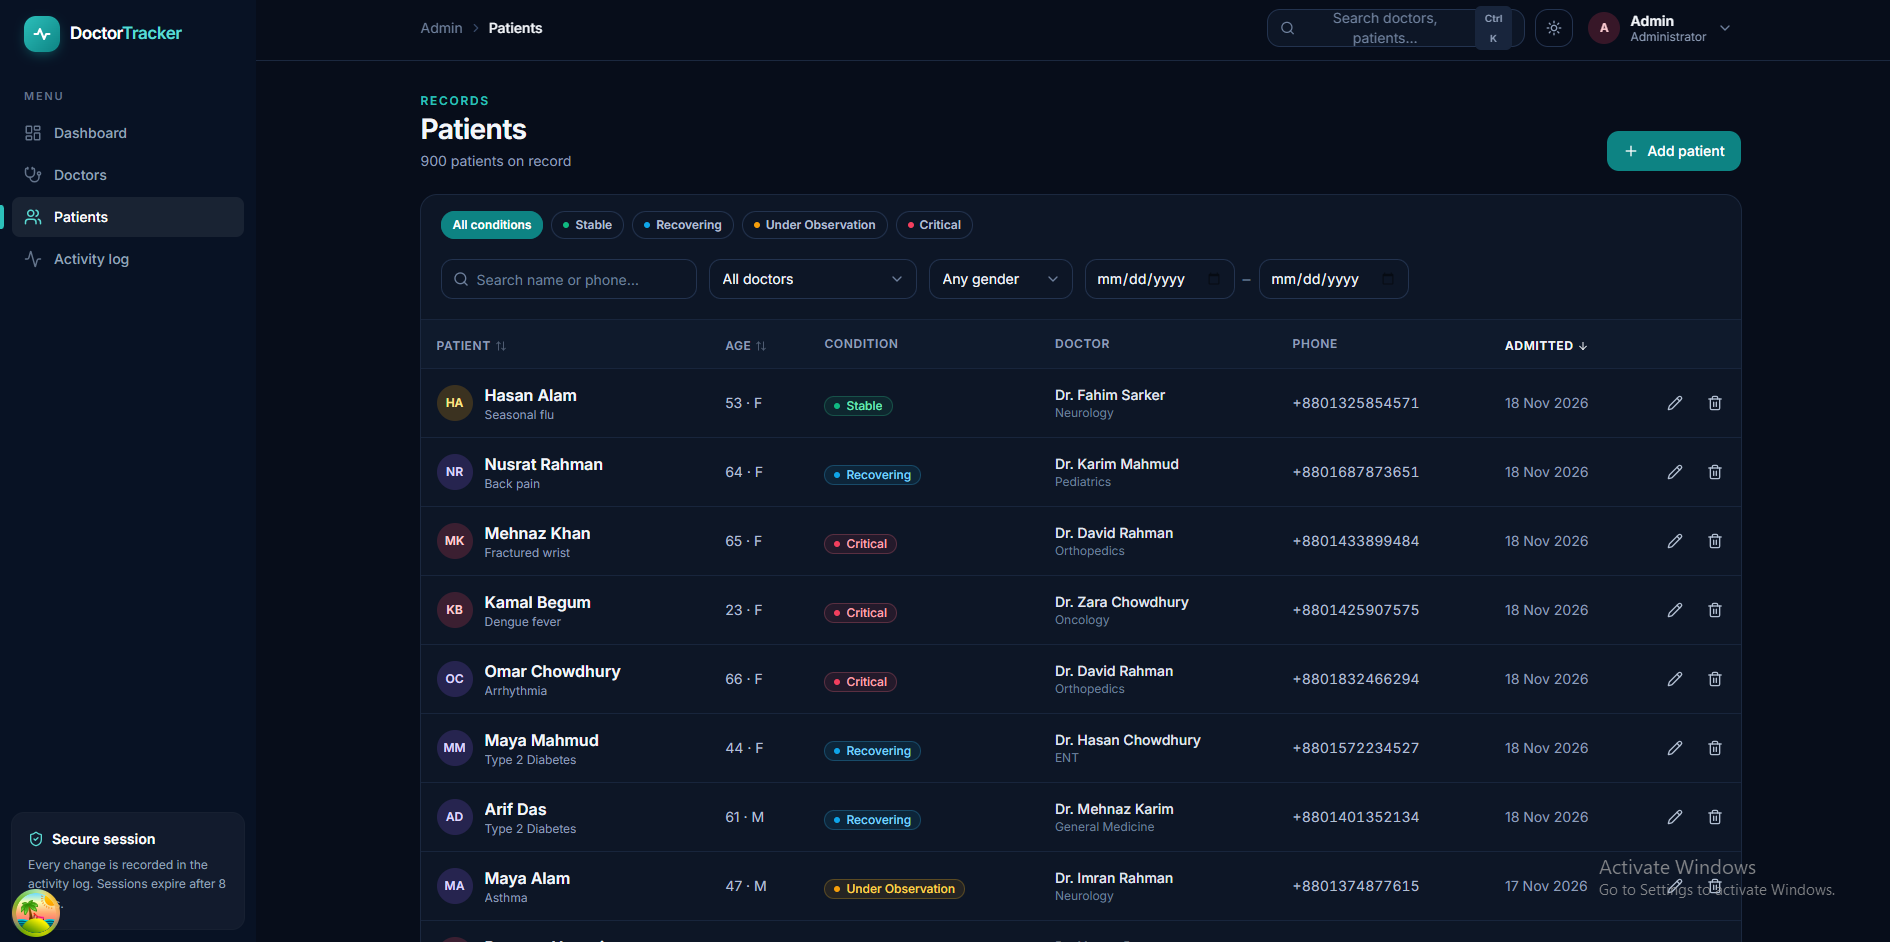 DoctorTracker
MENU
Dashboard
Doctors
Patients
Activity log
Secure session
Every change is recorded in the
activity log. Sessions expire after 8
Admin > Patients
Search doctors,
patients...
Ctrl
K
A
Admin
Administrator
RECORDS
Patients
900 patients on record
+ Add patient
All conditions
Stable
Recovering
Under Observation
Critical
Search name or phone...
All doctors
Any gender
mm/dd/yyyy – mm/dd/yyyy
PATIENT AGE CONDITION DOCTOR PHONE ADMITTED
HA Hasan Alam 53 · F Stable Dr. Fahim Sarker +8801325854571 18 Nov 2026
Seasonal flu Neurology
NR Nusrat Rahman 64 · F Recovering Dr. Karim Mahmud +8801687873651 18 Nov 2026
Back pain Pediatrics
MK Mehnaz Khan 65 · F Critical Dr. David Rahman +8801433899484 18 Nov 2026
Fractured wrist Orthopedics
KB Kamal Begum 23 · F Critical Dr. Zara Chowdhury +8801425907575 18 Nov 2026
Dengue fever Oncology
OC Omar Chowdhury 66 · F Critical Dr. David Rahman +8801832466294 18 Nov 2026
Arrhythmia Orthopedics
MM Maya Mahmud 44 · F Recovering Dr. Hasan Chowdhury +8801572234527 18 Nov 2026
Type 2 Diabetes ENT
AD Arif Das 61 · M Recovering Dr. Mehnaz Karim +8801401352134 18 Nov 2026
Type 2 Diabetes General Medicine
MA Maya Alam 47 · M Under Observation Dr. Imran Rahman +8801374877615 17 Nov 2026
Asthma Neurology
Activate Windows
Go to Settings to activate Windows.